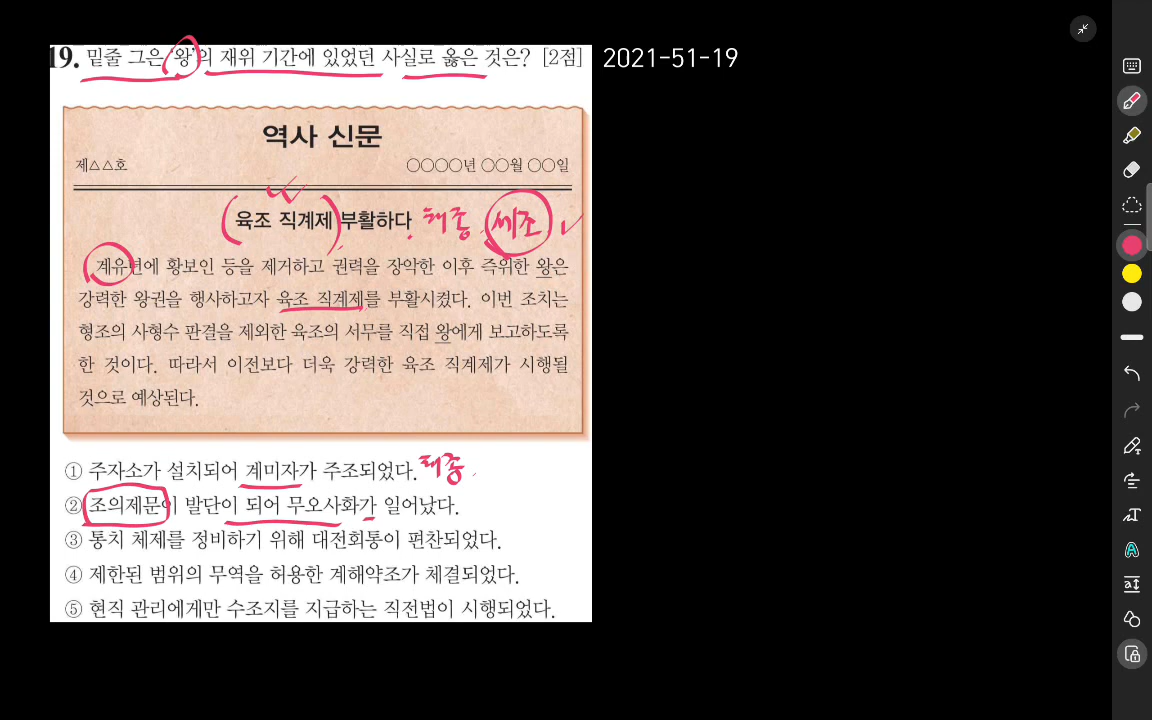 19. 밑줄 그은 '왕'의 재위 기간에 있었던 사실로 옳은 것은? [2점] 2021-51-19
역사 신문
제△△호 ○○○○년 ○○월 ○○일
육조 직계제 부활하다 태종, 세조
계유년에 황보인 등을 제거하고 권력을 장악한 이후 즉위한 왕은
강력한 왕권을 행사하고자 육조 직계제를 부활시켰다. 이번 조치는
형조의 사형수 판결을 제외한 육조의 서무를 직접 왕에게 보고하도록
한 것이다. 따라서 이전보다 더욱 강력한 육조 직계제가 시행될
것으로 예상된다.
① 주자소가 설치되어 계미자가 주조되었다. 태종
② 조의제문이 발단이 되어 무오사화가 일어났다.
③ 통치 체제를 정비하기 위해 대전회통이 편찬되었다.
④ 제한된 범위의 무역을 허용한 계해약조가 체결되었다.
⑤ 현직 관리에게만 수조지를 지급하는 직전법이 시행되었다.